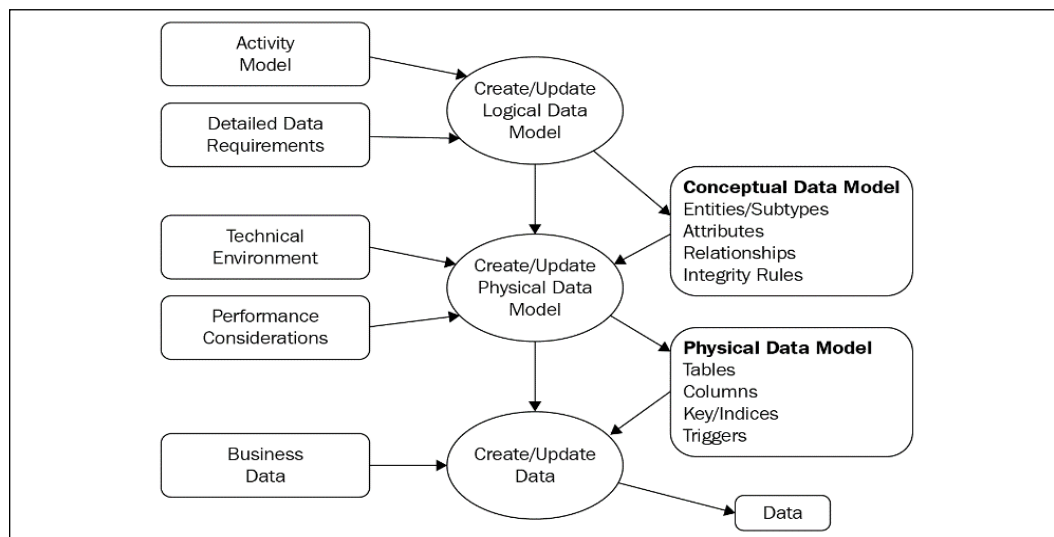 Activity
Model
Create/Update
Logical Data
Model
Detailed Data
Requirements
Conceptual Data Model
Entities/Subtypes
Attributes
Relationships
Integrity Rules
Technical
Environment
Create/Update
Physical Data
Model
Performance
Considerations
Physical Data Model
Tables
Columns
Key/Indices
Triggers
Business
Data
Create/Update
Data
Data